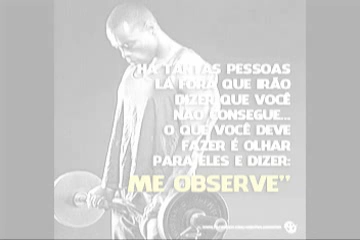 "HÁ TANTAS PESSOAS
LÁ FORA QUE IRÃO
DIZER QUE VOCÊ
NÃO CONSEGUE...
O QUE VOCÊ DEVE
FAZER É OLHAR
PARA ELES E DIZER:
ME OBSERVE"